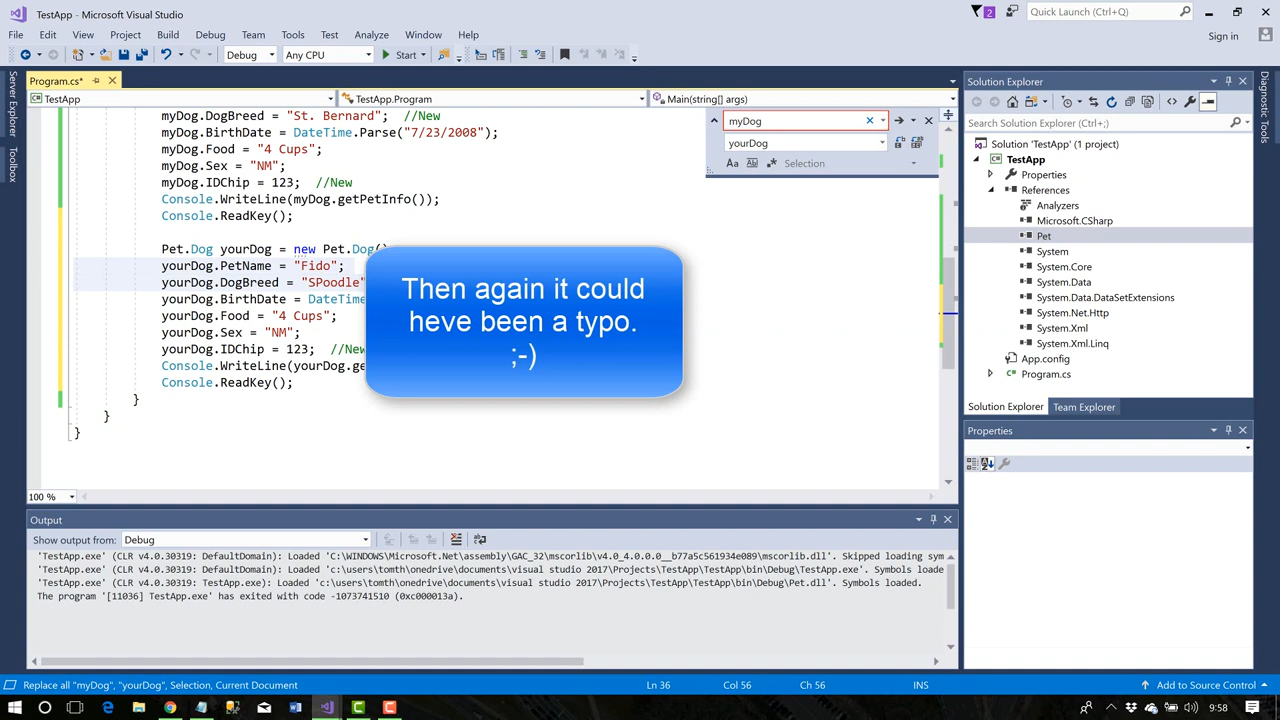 TestApp - Microsoft Visual Studio
2
Quick Launch (Ctrl+Q)
File Edit View Project Build Debug Team Tools Test Analyze Window Help
Sign in
Debug Any CPU Start
Server Explorer
Toolbox
Program.cs*
TestApp TestApp.Program Main(string[] args)
myDog.DogBreed = "St. Bernard"; //New
myDog.BirthDate = DateTime.Parse("7/23/2008");
myDog.Food = "4 Cups";
myDog.Sex = "NM";
myDog.IDChip = 123; //New
Console.WriteLine(myDog.getPetInfo());
Console.ReadKey();
Pet.Dog yourDog = new Pet.Dog()
yourDog.PetName = "Fido";
yourDog.DogBreed = "SPoodle"
yourDog.BirthDate = DateTime
yourDog.Food = "4 Cups";
yourDog.Sex = "NM";
yourDog.IDChip = 123; //New
Console.WriteLine(yourDog.ge
Console.ReadKey();
}
}
}
myDog
yourDog
Aa Ab Selection
Then again it could
heve been a typo.
;-)
100 %
Solution Explorer
Search Solution Explorer (Ctrl+;)
Solution 'TestApp' (1 project)
TestApp
Properties
References
Analyzers
Microsoft.CSharp
Pet
System
System.Core
System.Data
System.Data.DataSetExtensions
System.Net.Http
System.Xml
System.Xml.Linq
App.config
Program.cs
Solution Explorer Team Explorer
Properties
Diagnostic Tools
Output
Show output from: Debug
'TestApp.exe' (CLR v4.0.30319: DefaultDomain): Loaded 'C:\WINDOWS\Microsoft.Net\assembly\GAC_32\mscorlib\v4.0_4.0.0.0__b77a5c561934e089\mscorlib.dll'. Skipped loading sym
'TestApp.exe' (CLR v4.0.30319: DefaultDomain): Loaded 'c:\users\tomth\onedrive\documents\visual studio 2017\Projects\TestApp\TestApp\bin\Debug\TestApp.exe'. Symbols loade
'TestApp.exe' (CLR v4.0.30319: TestApp.exe): Loaded 'c:\users\tomth\onedrive\documents\visual studio 2017\Projects\TestApp\TestApp\bin\Debug\Pet.dll'. Symbols loaded.
The program '[11036] TestApp.exe' has exited with code -1073741510 (0xc000013a).
Replace all "myDog", "yourDog", Selection, Current Document Ln 36 Col 56 Ch 56 INS Add to Source Control
9:58